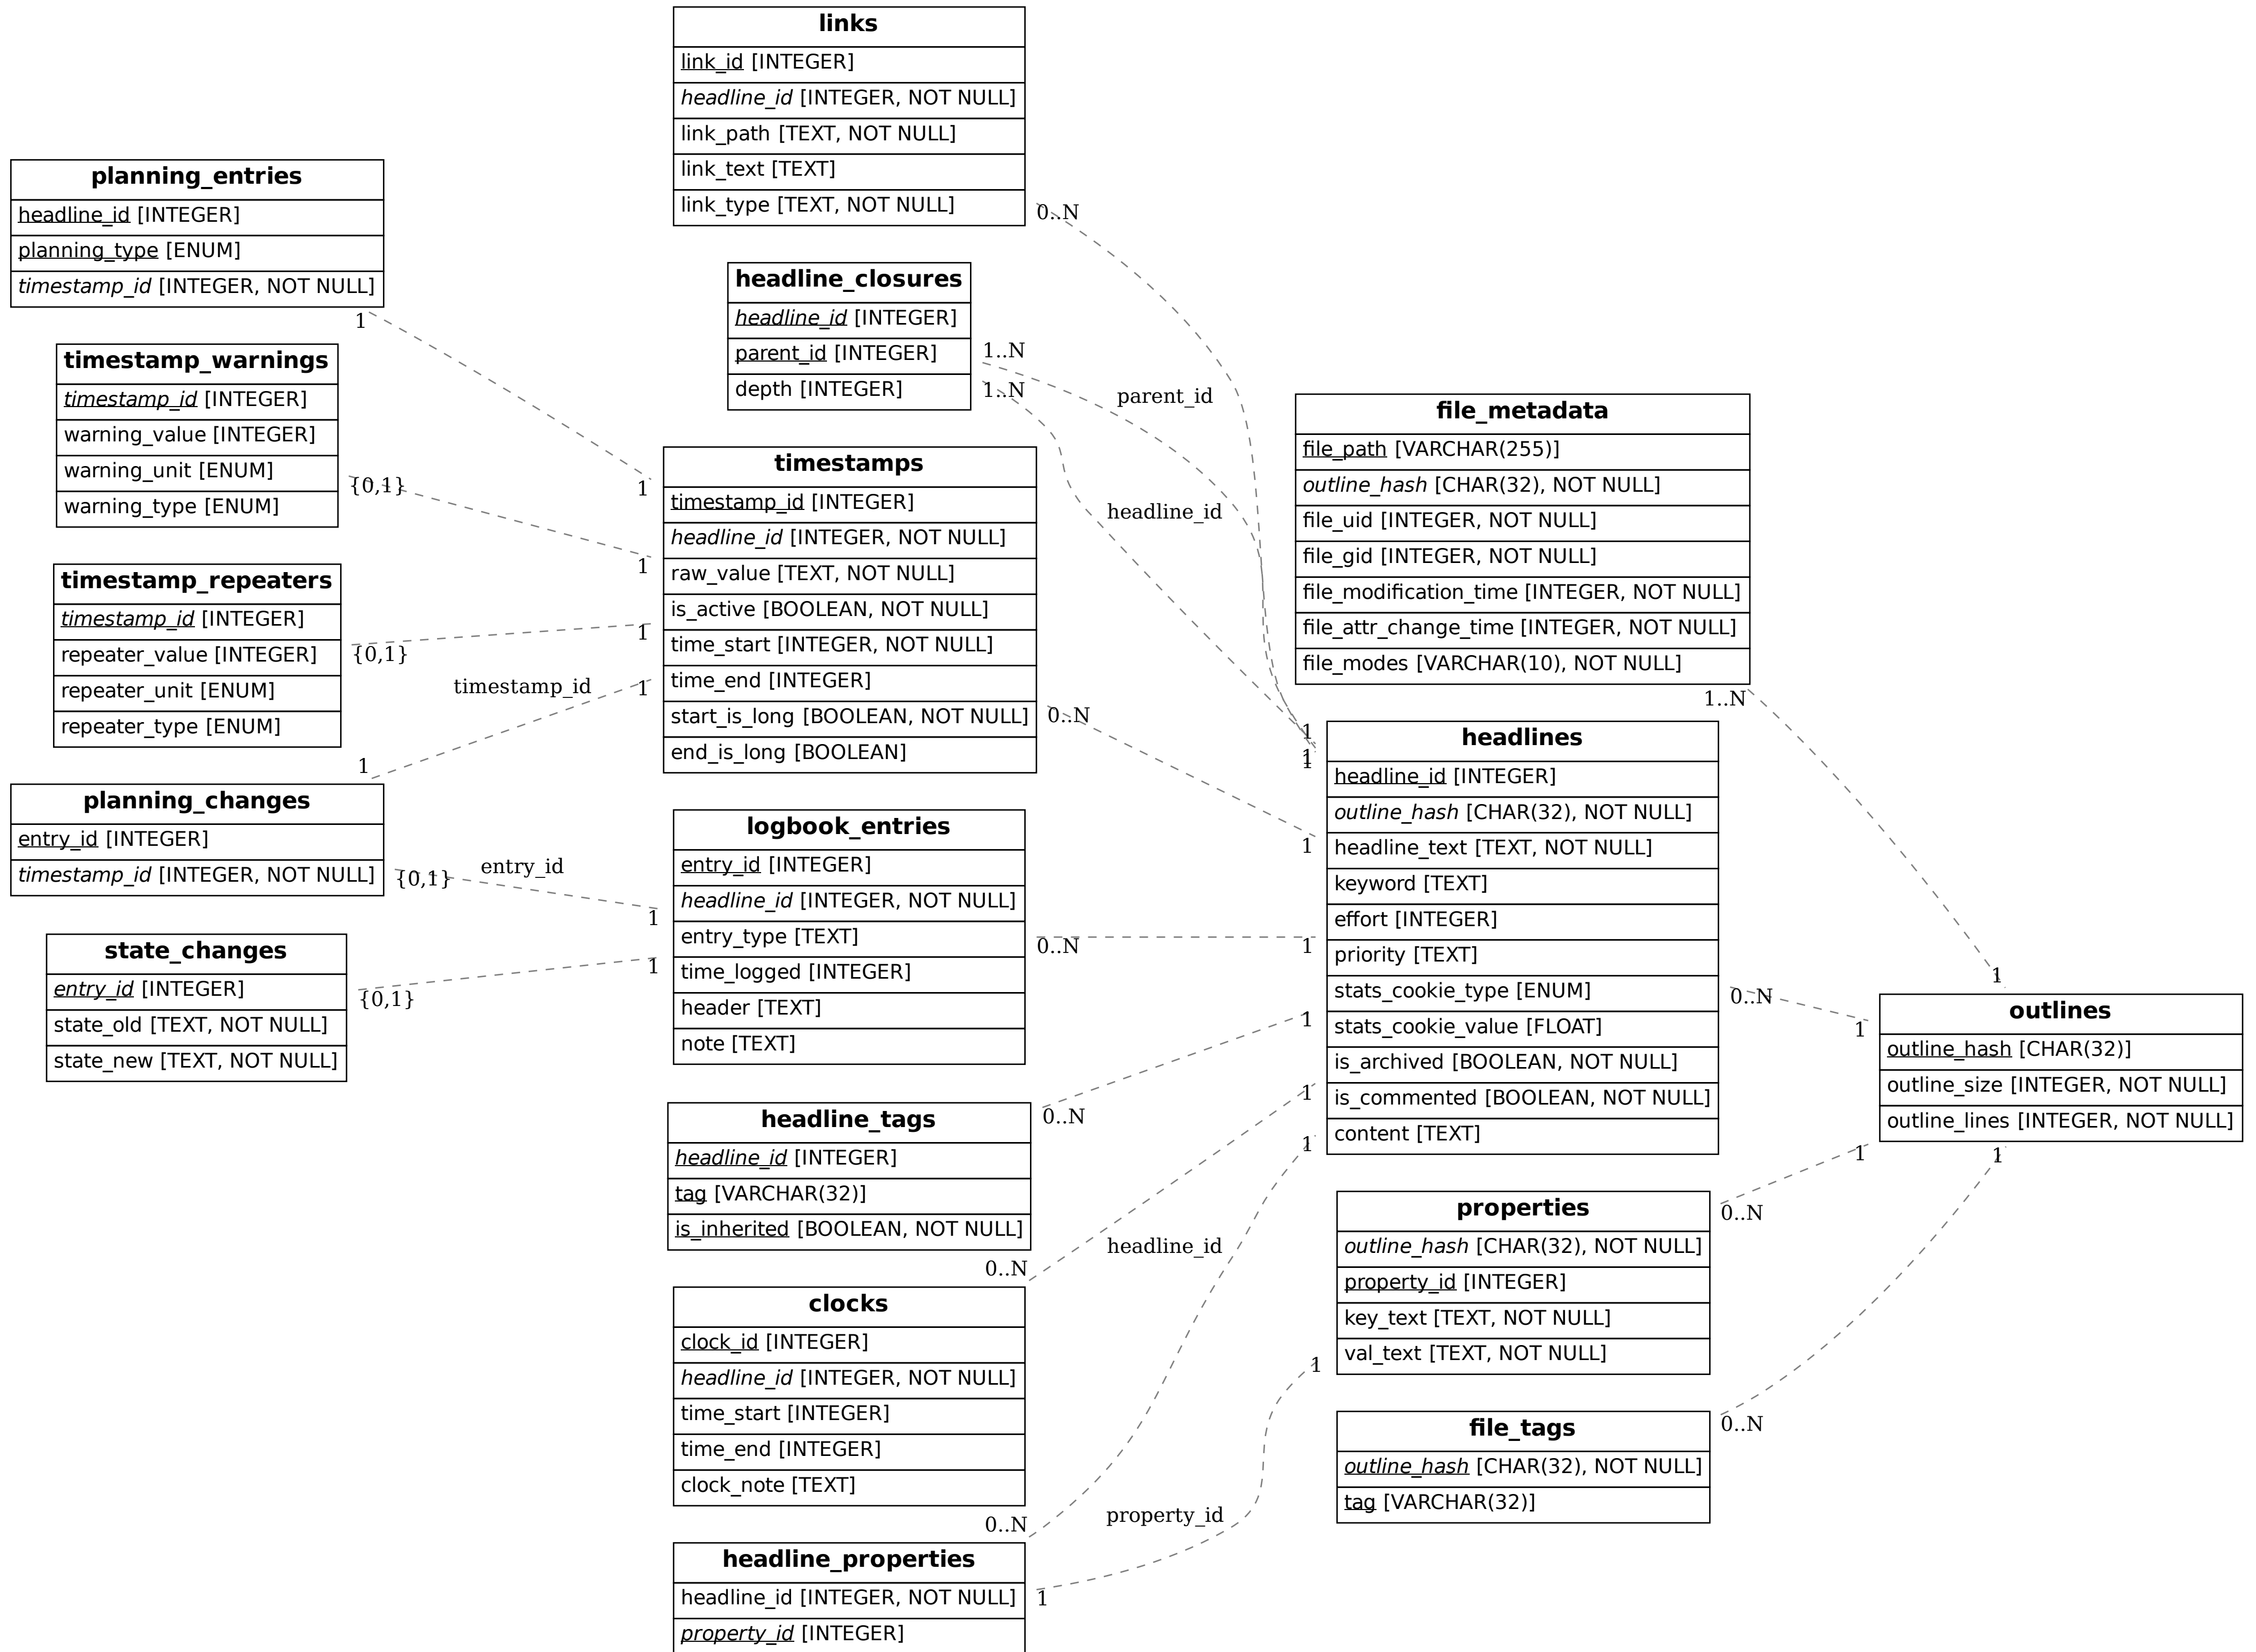 links
link_id [INTEGER]
headline_id [INTEGER, NOT NULL]
link_path [TEXT, NOT NULL]
link_text [TEXT]
link_type [TEXT, NOT NULL]
0..N
planning_entries
headline_id [INTEGER]
planning_type [ENUM]
timestamp_id [INTEGER, NOT NULL]
1
1
timestamp_warnings
timestamp_id [INTEGER]
warning_value [INTEGER]
warning_unit [ENUM]
warning_type [ENUM]
{0,1}
1
timestamp_repeaters
timestamp_id [INTEGER]
repeater_value [INTEGER]
repeater_unit [ENUM]
repeater_type [ENUM]
{0,1}
1
timestamp_id
1
1
planning_changes
entry_id [INTEGER]
timestamp_id [INTEGER, NOT NULL]
{0,1}
entry_id
1
state_changes
entry_id [INTEGER]
state_old [TEXT, NOT NULL]
state_new [TEXT, NOT NULL]
{0,1}
1
headline_closures
headline_id [INTEGER]
parent_id [INTEGER]
depth [INTEGER]
1..N
1..N
parent_id
headline_id
timestamps
timestamp_id [INTEGER]
headline_id [INTEGER, NOT NULL]
raw_value [TEXT, NOT NULL]
is_active [BOOLEAN, NOT NULL]
time_start [INTEGER, NOT NULL]
time_end [INTEGER]
start_is_long [BOOLEAN, NOT NULL]
end_is_long [BOOLEAN]
0..N
logbook_entries
entry_id [INTEGER]
headline_id [INTEGER, NOT NULL]
entry_type [TEXT]
time_logged [INTEGER]
header [TEXT]
note [TEXT]
0..N
headline_tags
headline_id [INTEGER]
tag [VARCHAR(32)]
is_inherited [BOOLEAN, NOT NULL]
0..N
0..N
clocks
clock_id [INTEGER]
headline_id [INTEGER, NOT NULL]
time_start [INTEGER]
time_end [INTEGER]
clock_note [TEXT]
0..N
headline_id
headline_properties
headline_id [INTEGER, NOT NULL]
property_id [INTEGER]
1
property_id
1
file_metadata
file_path [VARCHAR(255)]
outline_hash [CHAR(32), NOT NULL]
file_uid [INTEGER, NOT NULL]
file_gid [INTEGER, NOT NULL]
file_modification_time [INTEGER, NOT NULL]
file_attr_change_time [INTEGER, NOT NULL]
file_modes [VARCHAR(10), NOT NULL]
1..N
1
headlines
headline_id [INTEGER]
outline_hash [CHAR(32), NOT NULL]
headline_text [TEXT, NOT NULL]
keyword [TEXT]
effort [INTEGER]
priority [TEXT]
stats_cookie_type [ENUM]
stats_cookie_value [FLOAT]
is_archived [BOOLEAN, NOT NULL]
is_commented [BOOLEAN, NOT NULL]
content [TEXT]
1
1
1
1
1
1
1
1
0..N
1
outlines
outline_hash [CHAR(32)]
outline_size [INTEGER, NOT NULL]
outline_lines [INTEGER, NOT NULL]
1
1
properties
outline_hash [CHAR(32), NOT NULL]
property_id [INTEGER]
key_text [TEXT, NOT NULL]
val_text [TEXT, NOT NULL]
0..N
file_tags
outline_hash [CHAR(32), NOT NULL]
tag [VARCHAR(32)]
0..N